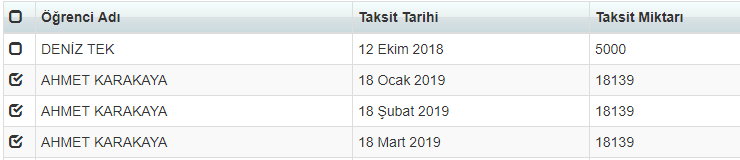 Öğrenci Adı Taksit Tarihi Taksit Miktarı
DENİZ TEK 12 Ekim 2018 5000
AHMET KARAKAYA 18 Ocak 2019 18139
AHMET KARAKAYA 18 Şubat 2019 18139
AHMET KARAKAYA 18 Mart 2019 18139